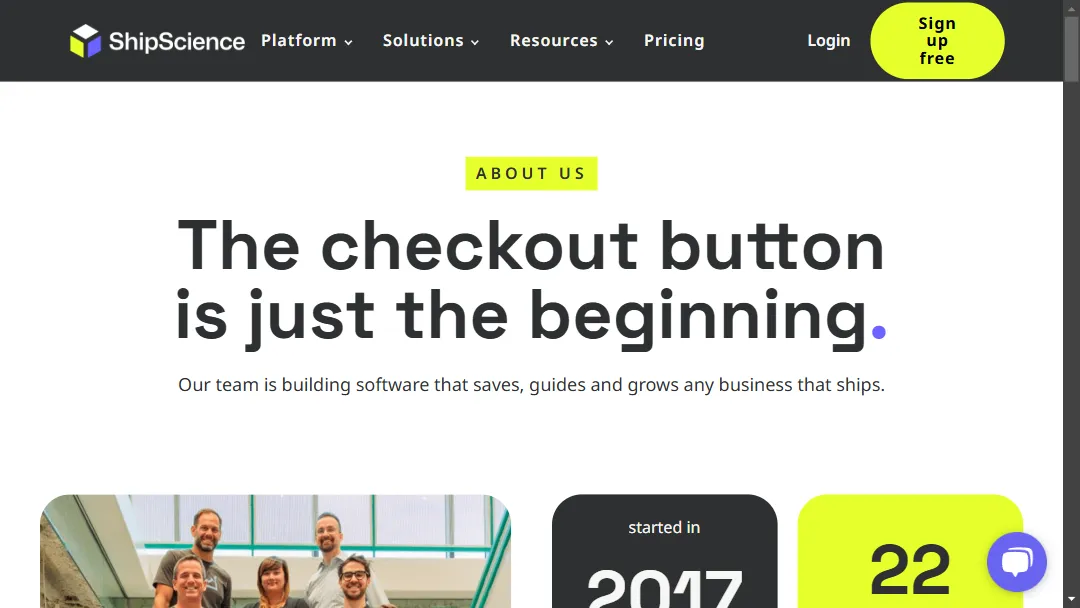 ShipScience
Platform
Solutions
Resources
Pricing
Login
Sign
up
free
ABOUT US
The checkout button
is just the beginning.
Our team is building software that saves, guides and grows any business that ships.
started in
2017
22